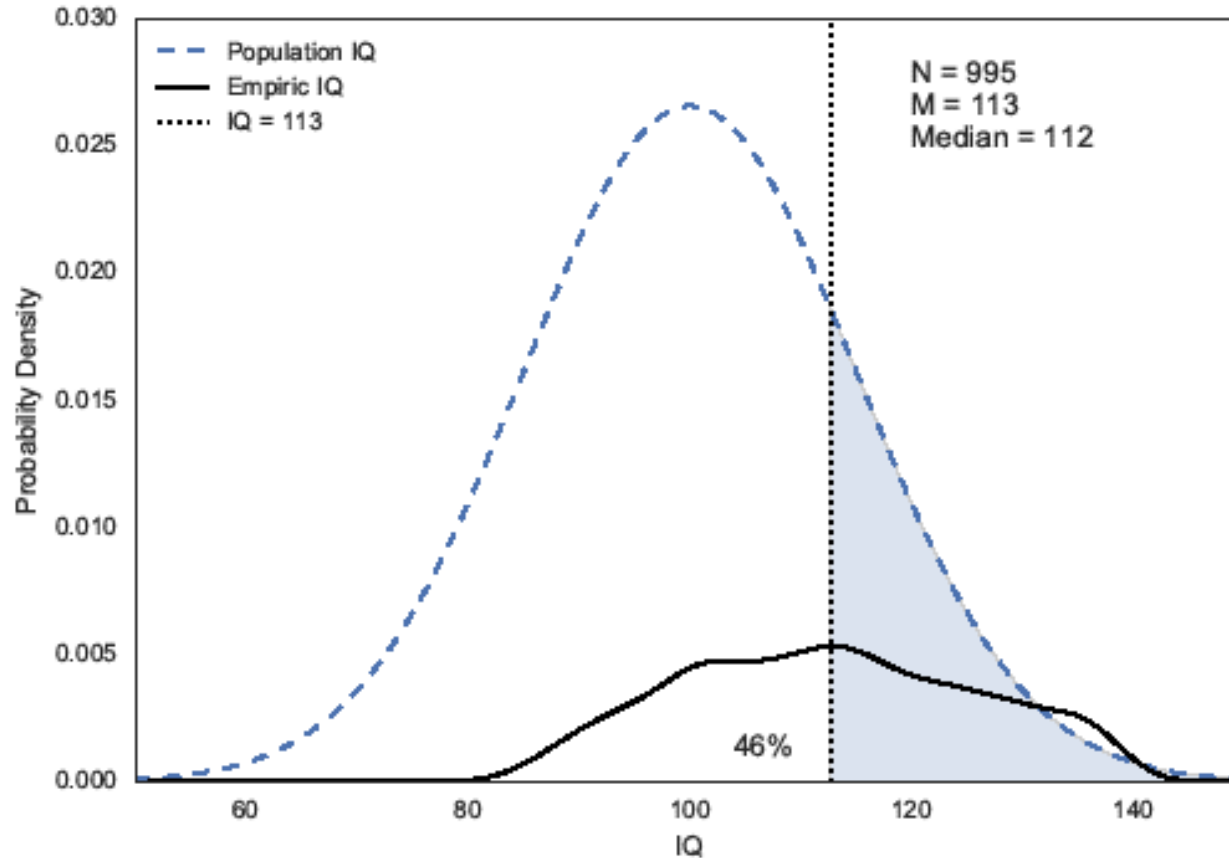 0.030
Population IQ
Empiric IQ
IQ = 113
N = 995
M = 113
Median = 112
0.025
0.020
0.015
0.010
0.005
0.000
Probability Density
46%
60 80 100 120 140
IQ